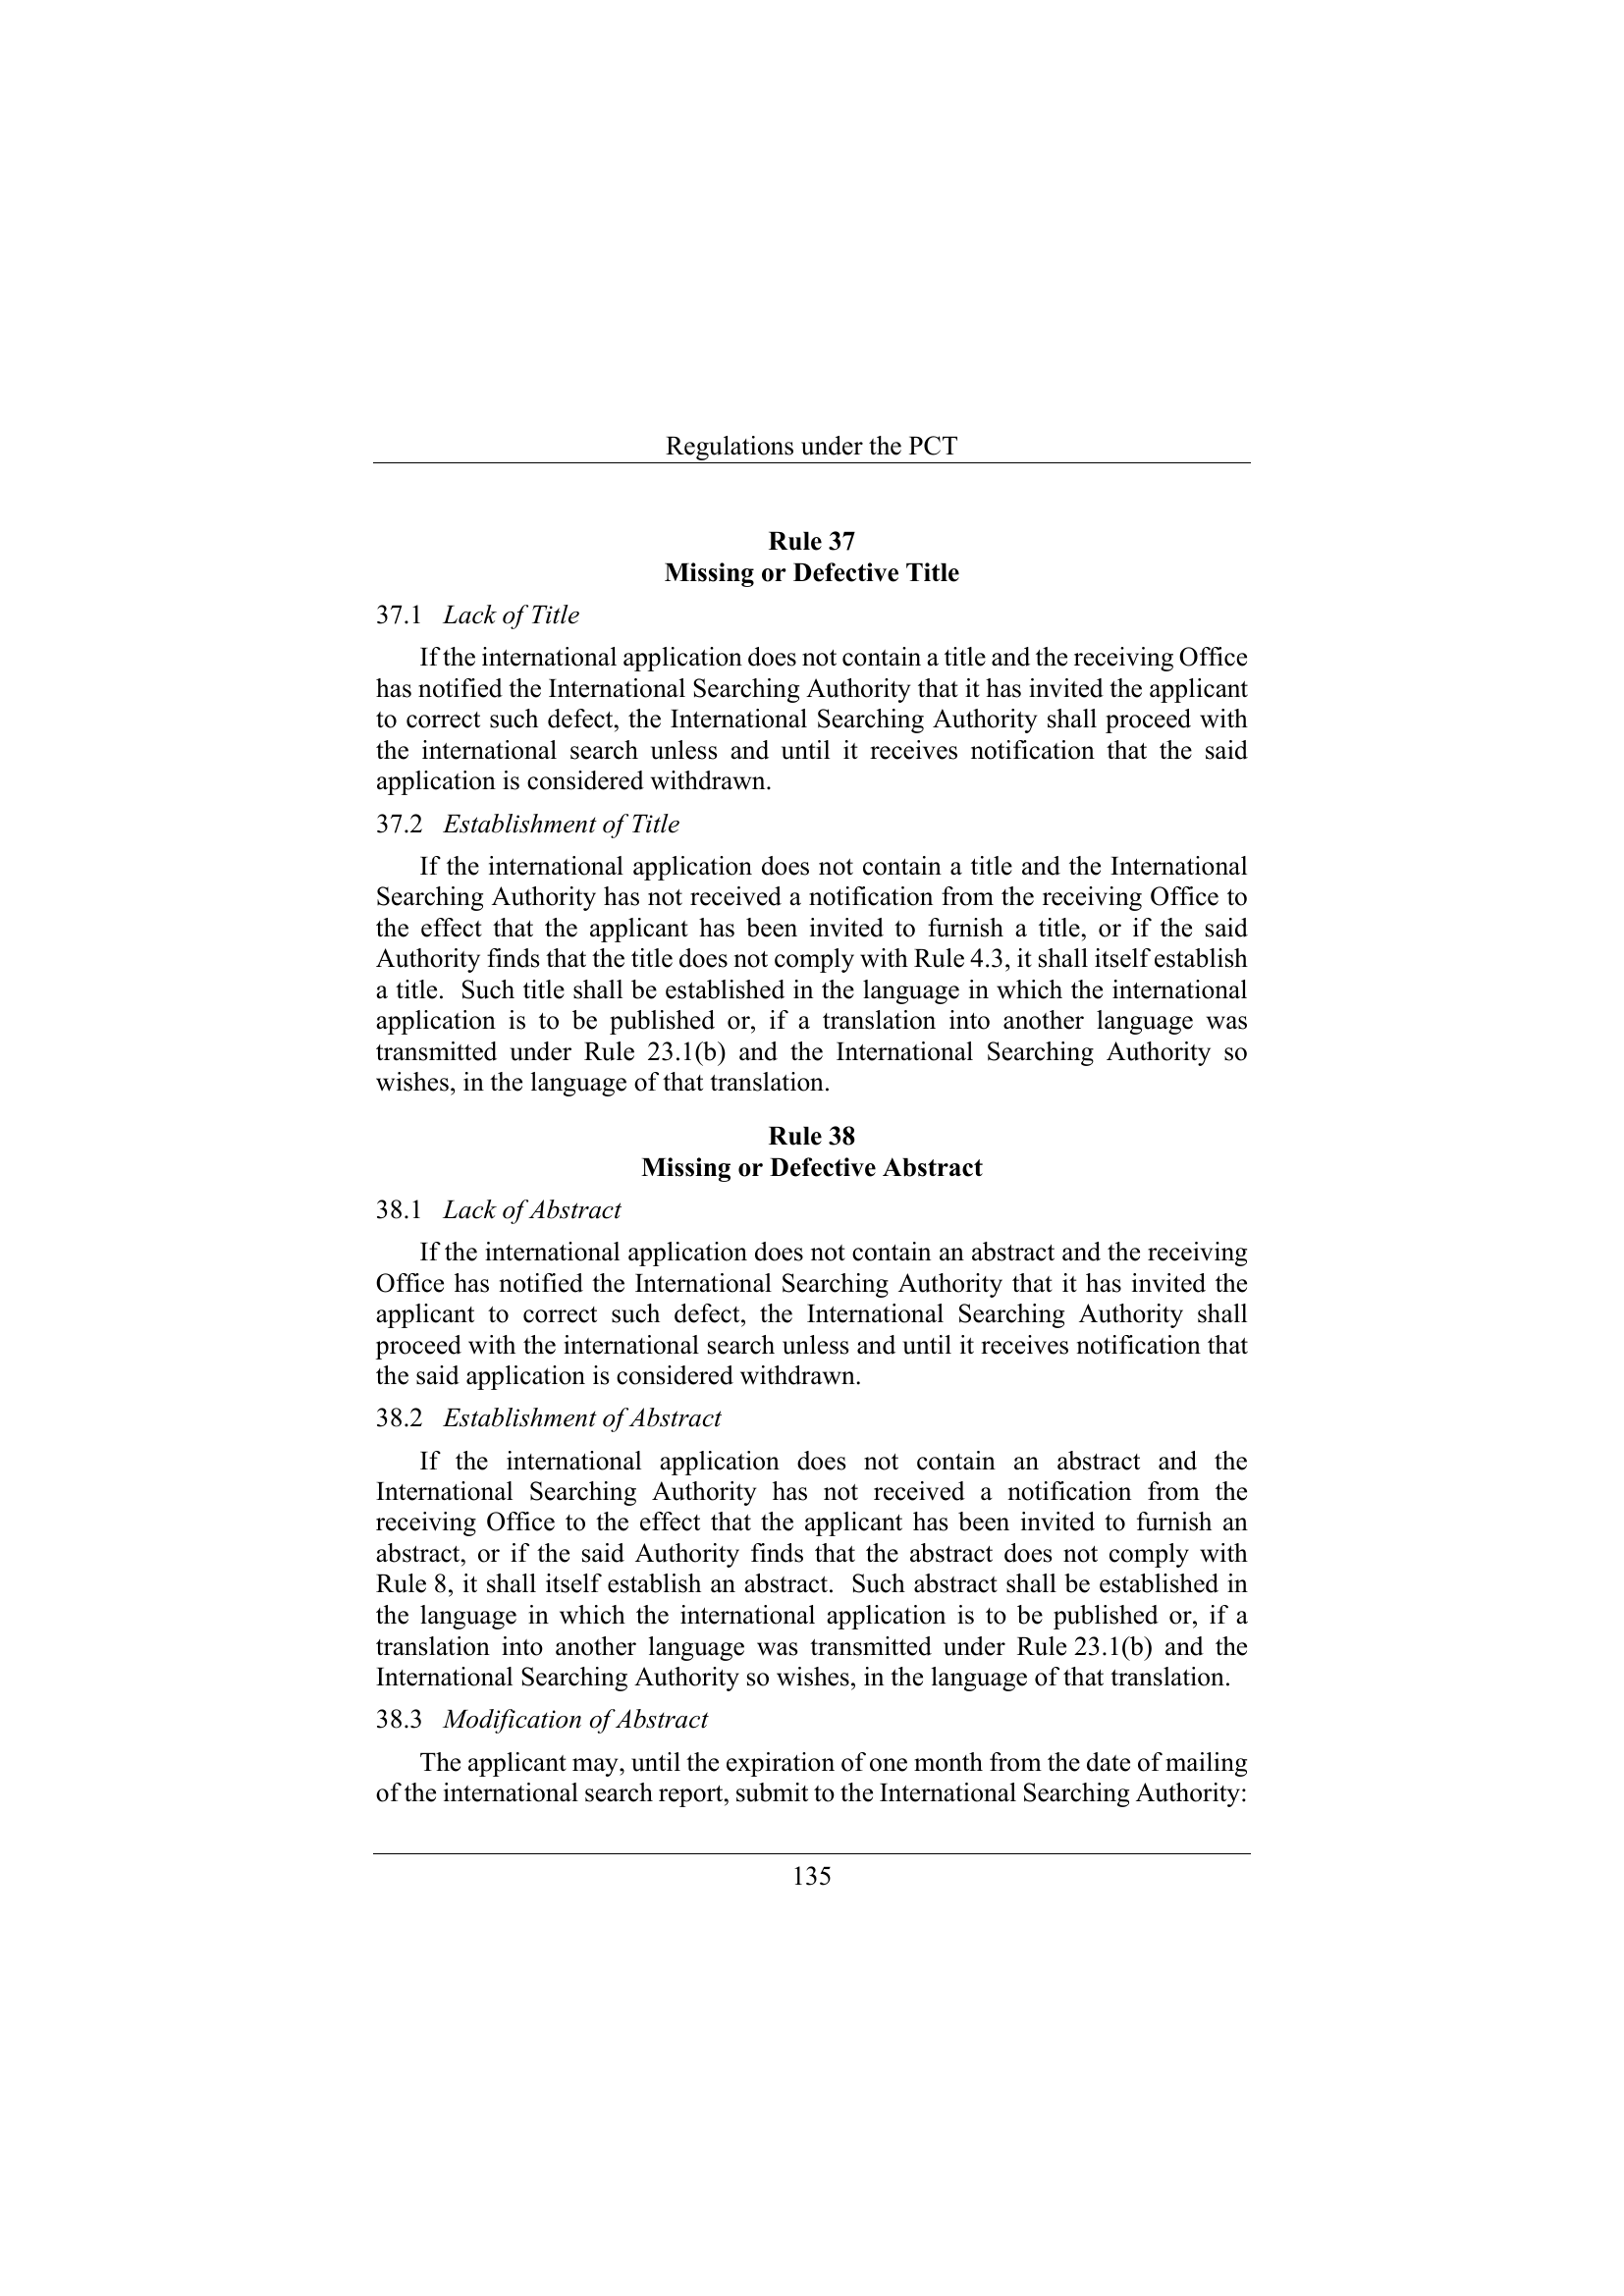 Regulations under the PCT
Rule 37
Missing or Defective Title
37.1 Lack of Title
If the international application does not contain a title and the receiving Office
has notified the International Searching Authority that it has invited the applicant
to correct such defect, the International Searching Authority shall proceed with
the international search unless and until it receives notification that the said
application is considered withdrawn.
37.2 Establishment of Title
If the international application does not contain a title and the International
Searching Authority has not received a notification from the receiving Office to
the effect that the applicant has been invited to furnish a title, or if the said
Authority finds that the title does not comply with Rule 4.3, it shall itself establish
a title. Such title shall be established in the language in which the international
application is to be published or, if a translation into another language was
transmitted under Rule 23.1(b) and the International Searching Authority so
wishes, in the language of that translation.
Rule 38
Missing or Defective Abstract
38.1 Lack of Abstract
If the international application does not contain an abstract and the receiving
Office has notified the International Searching Authority that it has invited the
applicant to correct such defect, the International Searching Authority shall
proceed with the international search unless and until it receives notification that
the said application is considered withdrawn.
38.2 Establishment of Abstract
If the international application does not contain an abstract and the
International Searching Authority has not received a notification from the
receiving Office to the effect that the applicant has been invited to furnish an
abstract, or if the said Authority finds that the abstract does not comply with
Rule 8, it shall itself establish an abstract. Such abstract shall be established in
the language in which the international application is to be published or, if a
translation into another language was transmitted under Rule 23.1(b) and the
International Searching Authority so wishes, in the language of that translation.
38.3 Modification of Abstract
The applicant may, until the expiration of one month from the date of mailing
of the international search report, submit to the International Searching Authority:
135